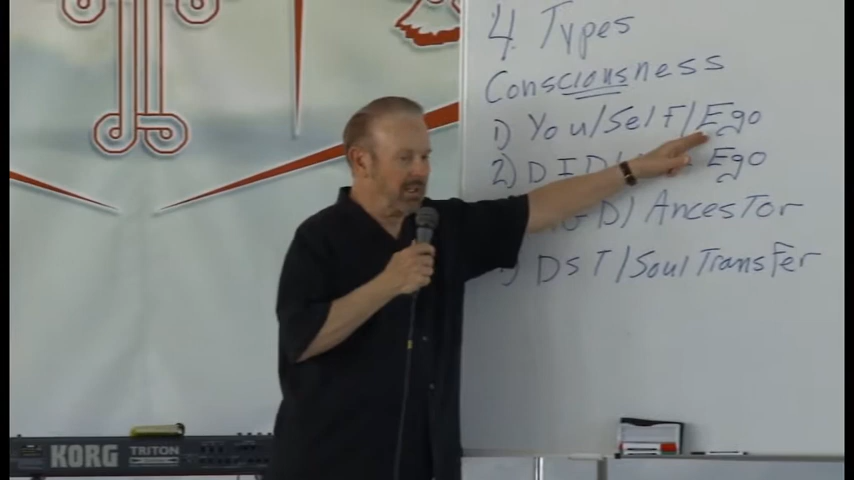 4 Types
Consciousness
1) You/Self/Ego
2) DID/ Ego
D/Ancestor
DST/Soul Transfer
KORG TRITON